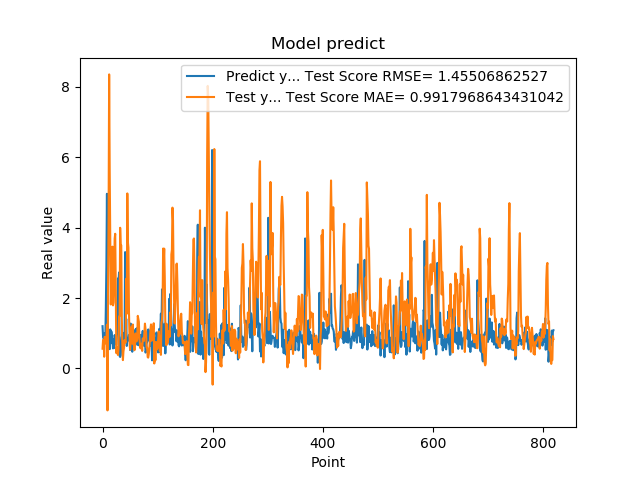 Model predict
Predict y... Test Score RMSE= 1.45506862527
Test y... Test Score MAE= 0.9917968643431042
Real value
8
6
4
2
0
0 200 400 600 800
Point